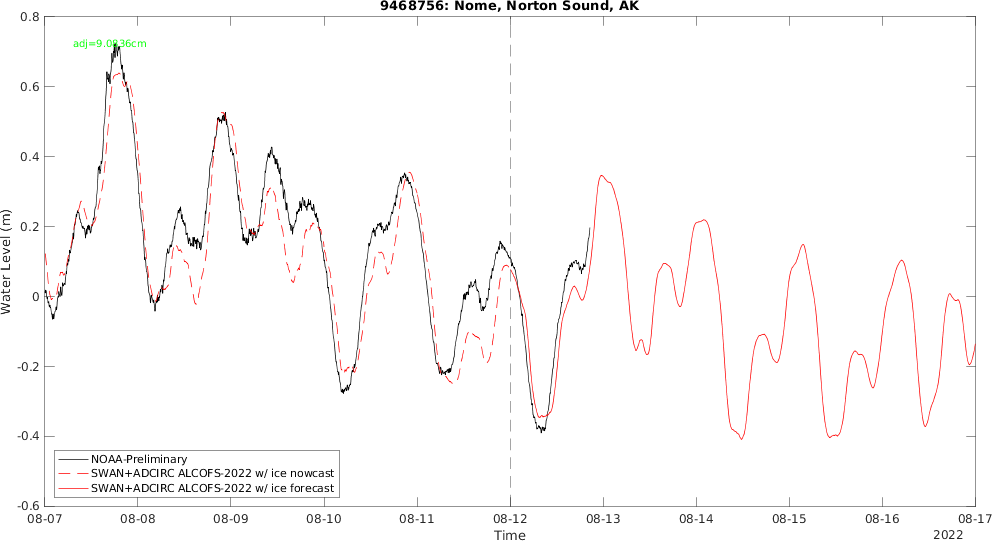 9468756: Nome, Norton Sound, AK
0.8
adj=9.0836cm
0.6
0.4
0.2
0
-0.2
-0.4
-0.6
Water Level (m)
NOAA-Preliminary
SWAN+ADCIRC ALCOFS-2022 w/ ice nowcast
SWAN+ADCIRC ALCOFS-2022 w/ ice forecast
08-07 08-08 08-09 08-10 08-11 08-12 08-13 08-14 08-15 08-16 08-17
Time
2022